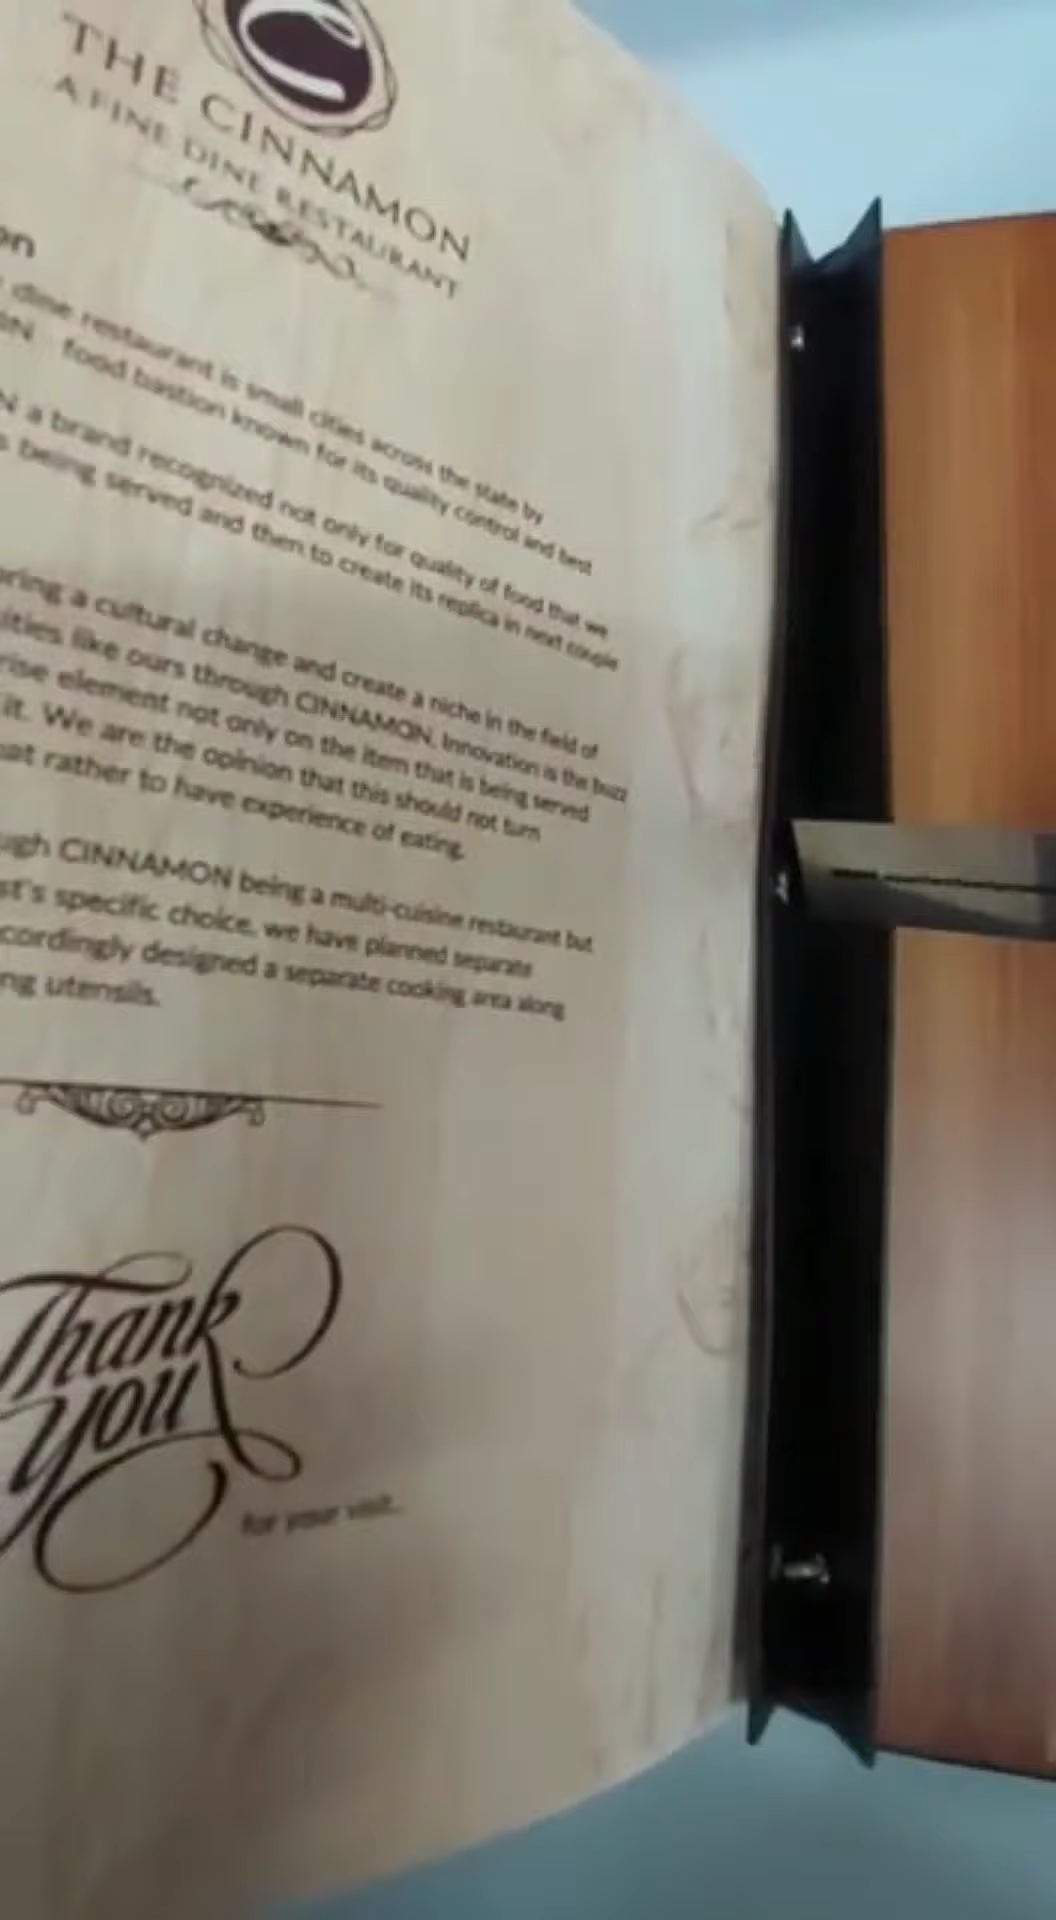 THE CINNAMON
A FINE DINE RESTAURANT
on
dine restaurant is small cities across the state by
ON food bastion known for its quality control and best
N a brand recognized not only for quality of food that we
s being served and then to create its replica in next couple
bring a cultural change and create a niche in the field of
ities like ours through CINNAMON. Innovation is the buzz
rise element not only on the item that is being served
it. We are the opinion that this should not turn
at rather to have experience of eating.
ugh CINNAMON being a multi-cuisine restaurant but
st's specific choice, we have planned separate
cordingly designed a separate cooking area along
ng utensils.
Thank
you
for your visit..